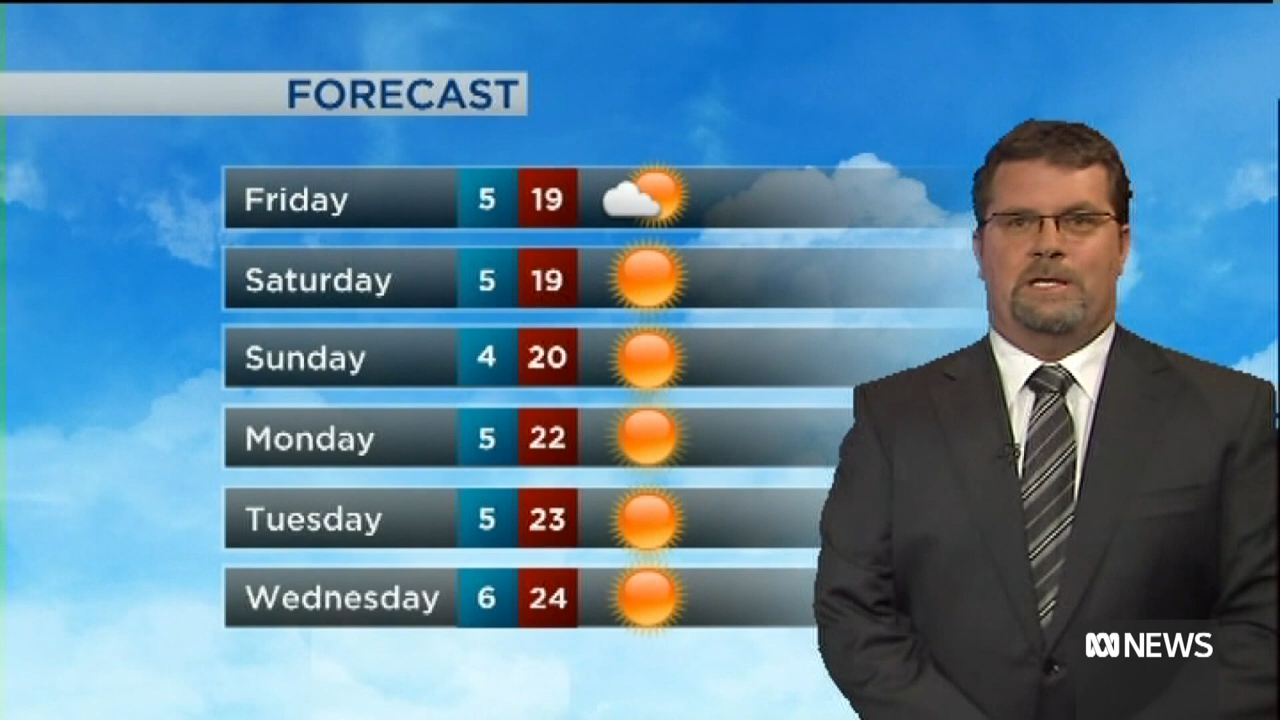 FORECAST
Friday 5 19
Saturday 5 19
Sunday 4 20
Monday 5 22
Tuesday 5 23
Wednesday 6 24
NEWS